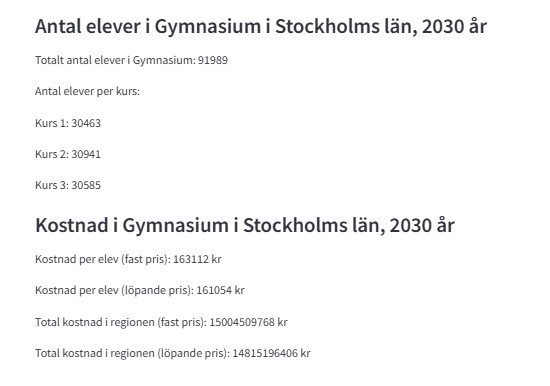 Antal elever i Gymnasium i Stockholms län, 2030 år
Totalt antal elever i Gymnasium: 91989
Antal elever per kurs:
Kurs 1: 30463
Kurs 2: 30941
Kurs 3: 30585
Kostnad i Gymnasium i Stockholms län, 2030 år
Kostnad per elev (fast pris): 163112 kr
Kostnad per elev (löpande pris): 161054 kr
Total kostnad i regionen (fast pris): 15004509768 kr
Total kostnad i regionen (löpande pris): 14815196406 kr